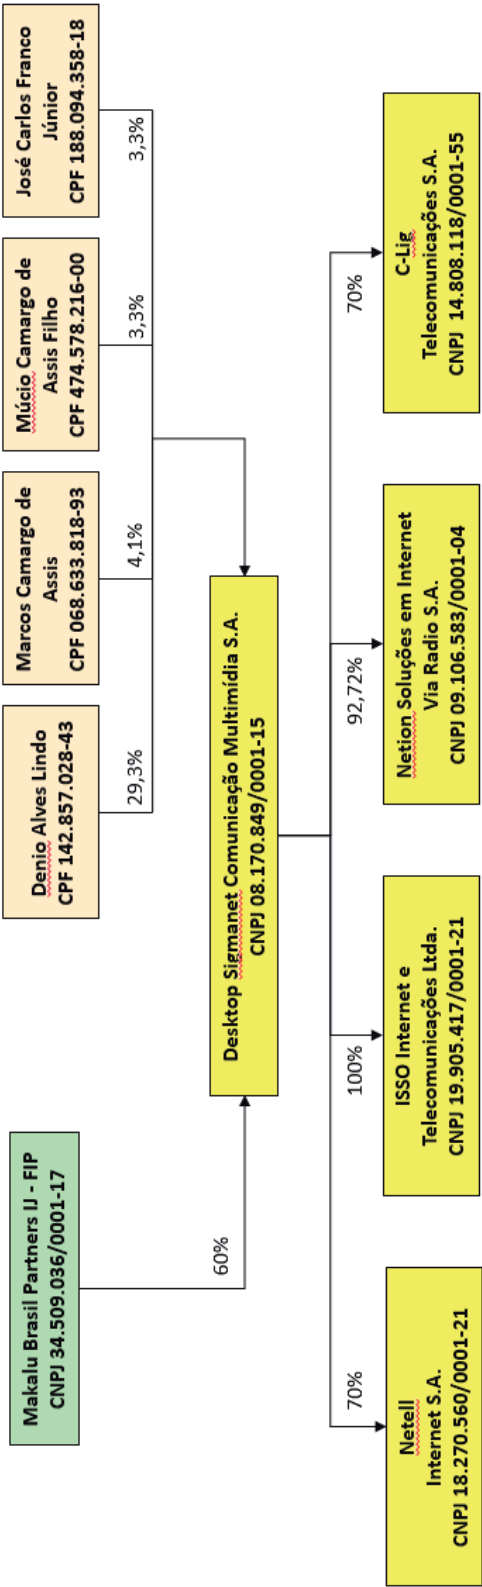 Makalu Brasil Partners IJ - FIP
CNPJ 34.509.036/0001-17
Denio Alves Lindo
CPF 142.857.028-43
Marcos Camargo de
Assis
CPF 068.633.818-93
Múcio Camargo de
Assis Filho
CPF 474.578.216-00
José Carlos Franco
Júnior
CPF 188.094.358-18
60%
29,3%
4,1%
3,3%
3,3%
Desktop Sigmanet Comunicação Multimídia S.A.
CNPJ 08.170.849/0001-15
70%
100%
92,72%
70%
Netell
Internet S.A.
CNPJ 18.270.560/0001-21
ISSO Internet e
Telecomunicações Ltda.
CNPJ 19.905.417/0001-21
Netion Soluções em Internet
Via Radio S.A.
CNPJ 09.106.583/0001-04
C-Lig
Telecomunicações S.A.
CNPJ 14.808.118/0001-55